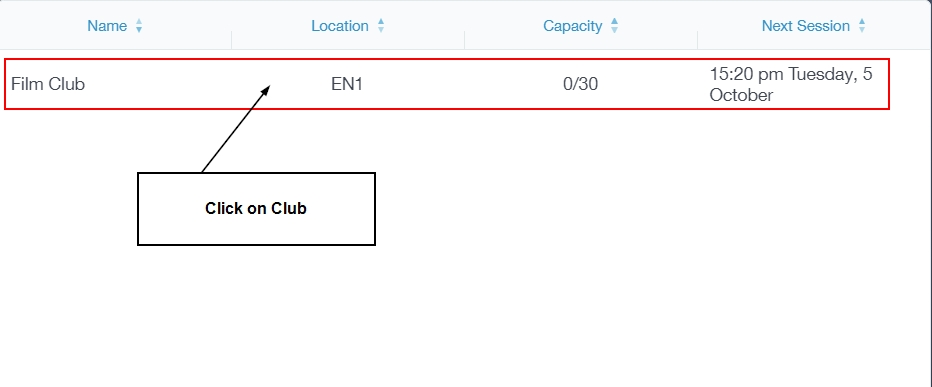 Name Location Capacity Next Session
Film Club EN1 0/30 15:20 pm Tuesday, 5
October
Click on Club